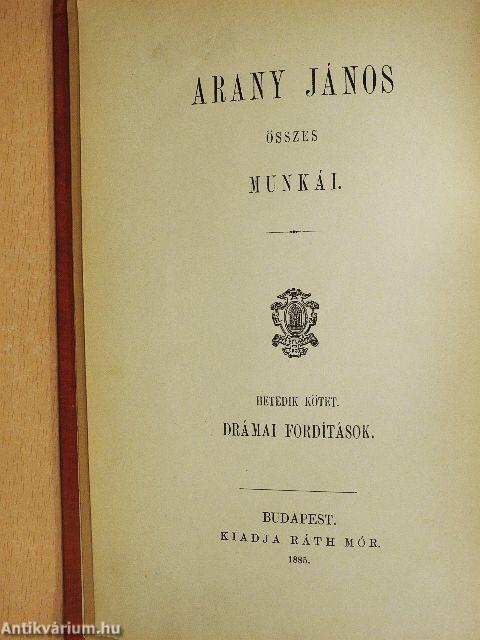 ARANY JÁNOS
ÖSSZES
MUNKÁI.
HETEDIK KÖTET.
DRÁMAI FORDÍTÁSOK.
BUDAPEST.
KIADJA RÁTH MÓR.
1885.
Antikvárium.hu